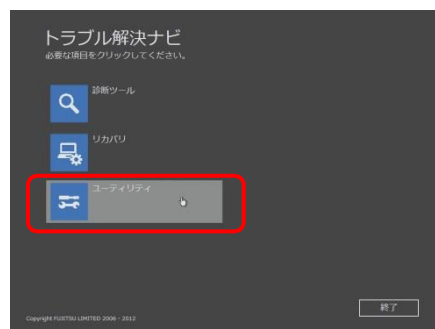 トラブル解決ナビ
必要な項目をクリックしてください。
診断ツール
リカバリ
ユーティリティ
終了
Copyright FUJITSU LIMITED 2006 - 2012